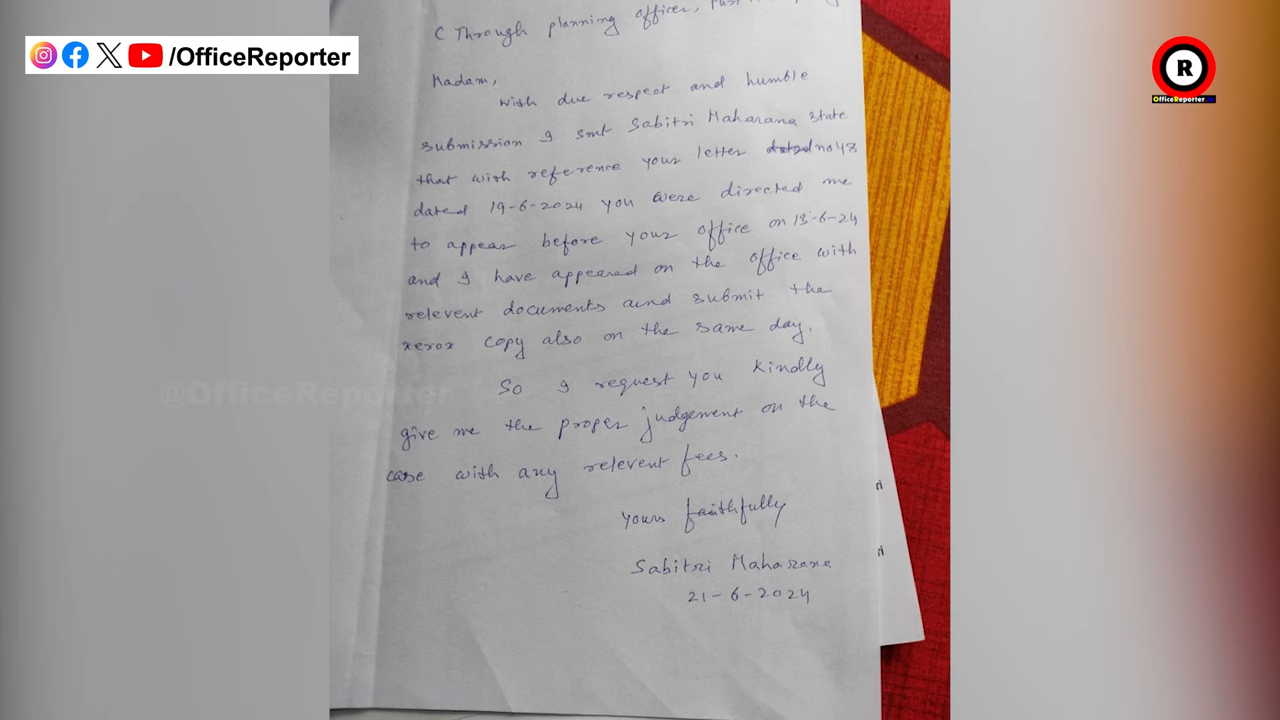 /OfficeReporter
R
OfficeReporter
C Through planning officer,
Madam,
With due respect and humble
submission I smt Sabitri Maharana state
that with reference your letter no 48
dated 19-6-2024 you were directed me
to appear before your office on 13-6-24
and I have appeared on the office with
relevent documents and submit the
xerox copy also on the same day.
So I request you kindly
give me the proper judgement on the
case with any relevent fees.
Yours faithfully
Sabitri Maharana
21-6-2024
@OfficeReporter
ri
ri